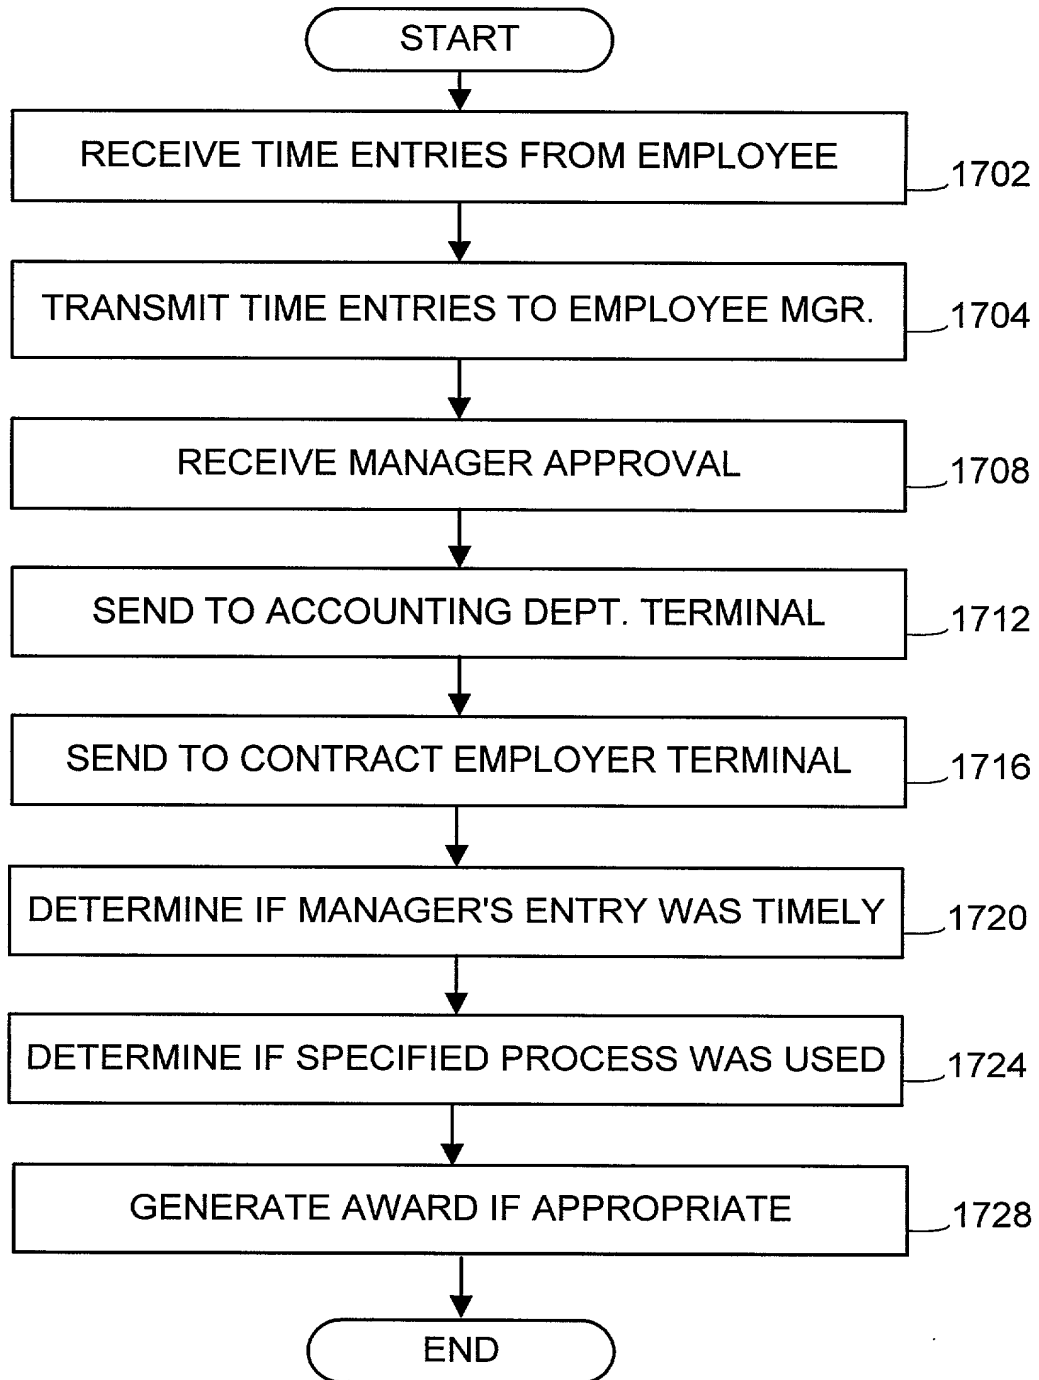 START
RECEIVE TIME ENTRIES FROM EMPLOYEE
1702
TRANSMIT TIME ENTRIES TO EMPLOYEE MGR.
1704
RECEIVE MANAGER APPROVAL
1708
SEND TO ACCOUNTING DEPT. TERMINAL
1712
SEND TO CONTRACT EMPLOYER TERMINAL
1716
DETERMINE IF MANAGER'S ENTRY WAS TIMELY
1720
DETERMINE IF SPECIFIED PROCESS WAS USED
1724
GENERATE AWARD IF APPROPRIATE
1728
END